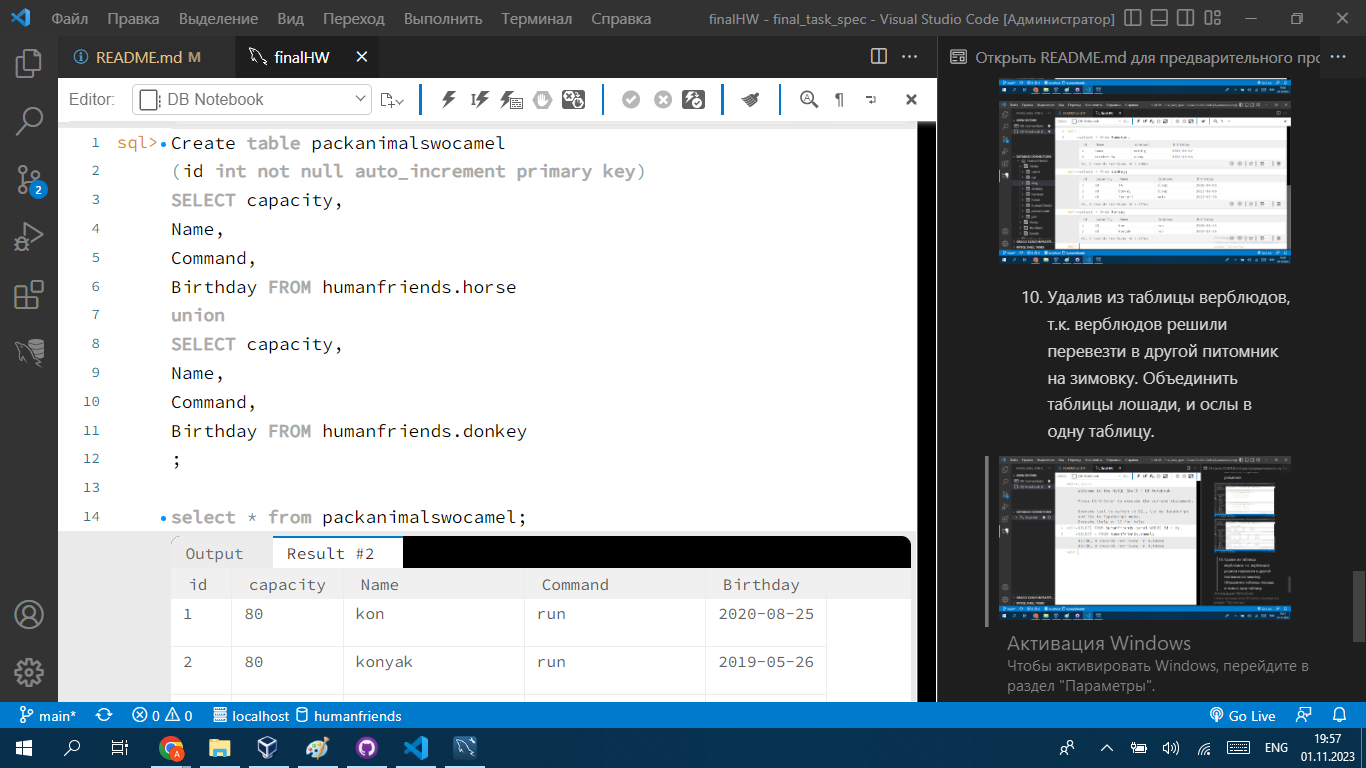 Файл Правка Выделение Вид Переход Выполнить Терминал Справка finalHW - final_task_spec - Visual Studio Code [Администратор]
README.md M finalHW
Открыть README.md для предварительного про
Editor: DB Notebook
1 sql> Create table packanimalswocamel
2 (id int not null auto_increment primary key)
3 SELECT capacity,
4 Name,
5 Command,
6 Birthday FROM humanfriends.horse
7 union
8 SELECT capacity,
9 Name,
10 Command,
11 Birthday FROM humanfriends.donkey
12 ;
13
14 select * from packanimalswocamel;
Output Result #2
id capacity Name Command Birthday
1 80 kon run 2020-08-25
2 80 konyak run 2019-05-26
10. Удалив из таблицы верблюдов,
т.к. верблюдов решили
перевезти в другой питомник
на зимовку. Объединить
таблицы лошади, и ослы в
одну таблицу.
Активация Windows
Чтобы активировать Windows, перейдите в
раздел "Параметры".
2
main* 0 0 localhost humanfriends Go Live
ENG 19:57
01.11.2023